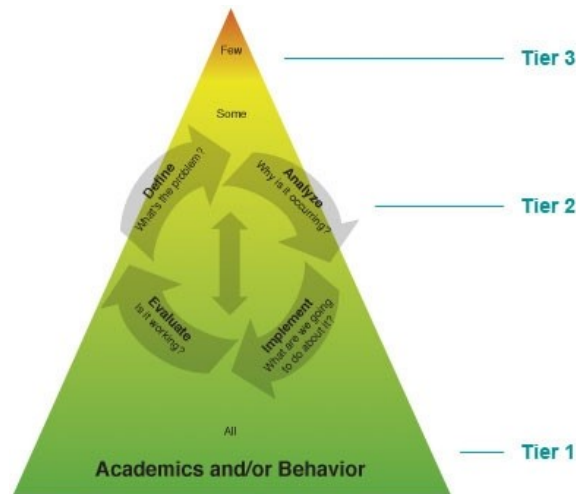 Few
Tier 3
Some
Define
What's the problem?
Analyze
Why is it occurring?
Tier 2
Evaluate
Is it working?
Implement
What are we going
to do about it?
All
Tier 1
Academics and/or Behavior